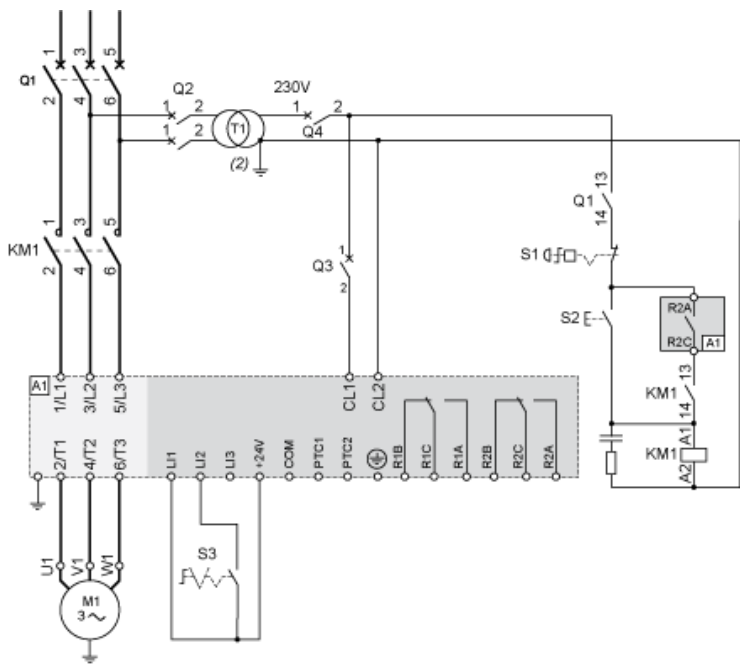 1 3 5
Q1
2 4 6
Q2
1 2
1 2
T1
(2)
230V
1 2
Q4
13
Q1
14
1 3 5
KM1
2 4 6
1
Q3
2
S1
S2
R2A
R2C
A1
13
KM1
14
A1
KM1
A2
A1
1/L1 3/L2 5/L3
CL1 CL2
2/T1 4/T2 6/T3
LI1 LI2 LI3 +24V COM PTC1 PTC2 R1B R1C R1A R2B R2C R2A
S3
U1 V1 W1
M1
3